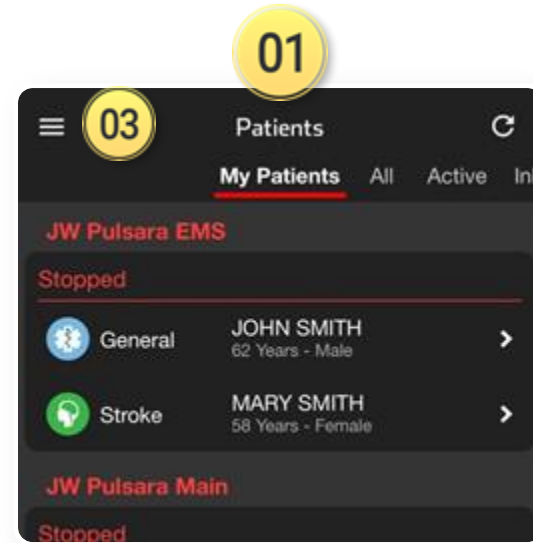 01
03
Patients
My Patients All Active
JW Pulsara EMS
Stopped
General JOHN SMITH
62 Years - Male
Stroke MARY SMITH
58 Years - Female
JW Pulsara Main
Stopped